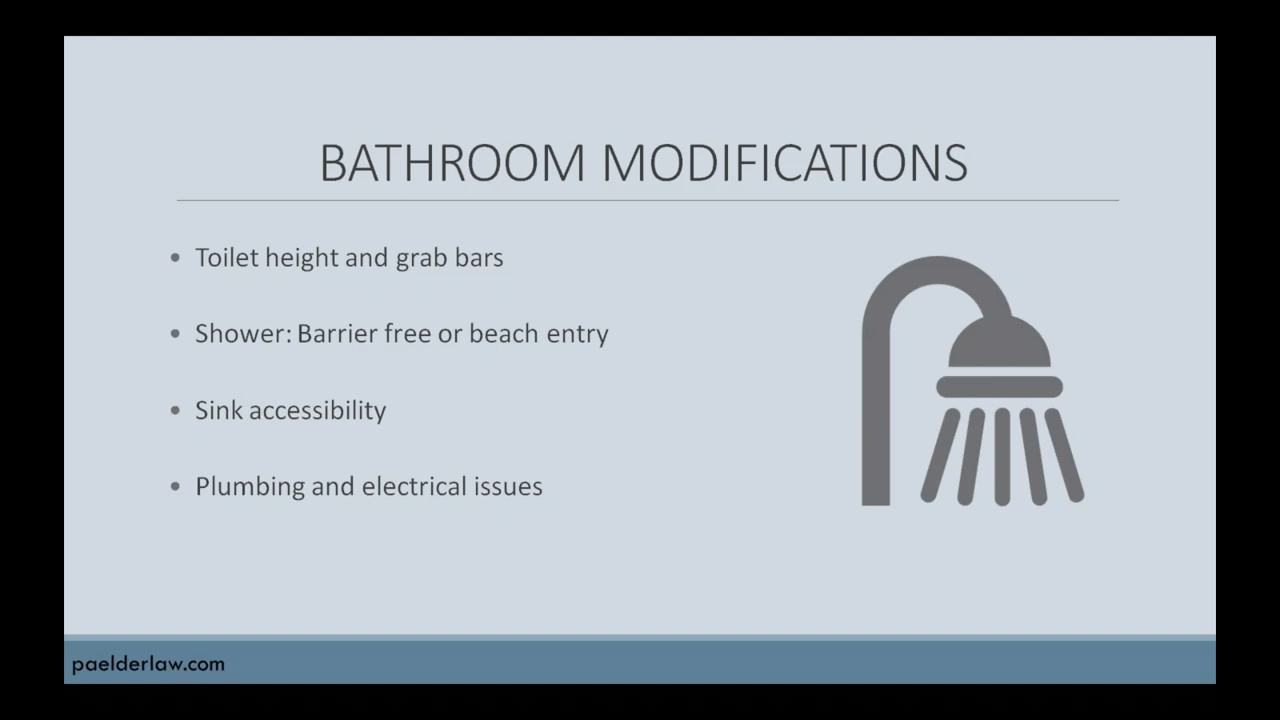 BATHROOM MODIFICATIONS
• Toilet height and grab bars
• Shower: Barrier free or beach entry
• Sink accessibility
• Plumbing and electrical issues
paelderlaw.com